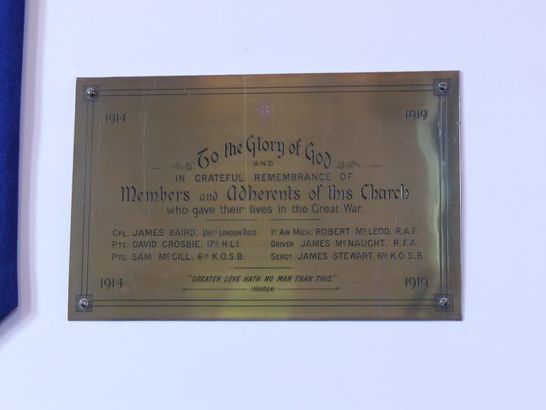 1914 1919
To the Glory of God
AND
IN GRATEFUL REMEMBRANCE OF
Members and Adherents of this Church
who gave their lives in the Great War.
CPL. JAMES BAIRD, 1/18TH LONDON REGT. 1ST AIR MECH. ROBERT McLEOD, R.A.F.
PTE. DAVID CROSBIE, 17TH H.L.I. DRIVER JAMES McNAUGHT, R.F.A.
PTE. SAM McGILL, 6TH K.O.S.B. SERGT JAMES STEWART, 6TH K.O.S.B.
"GREATER LOVE HATH NO MAN THAN THIS."
1914 1919